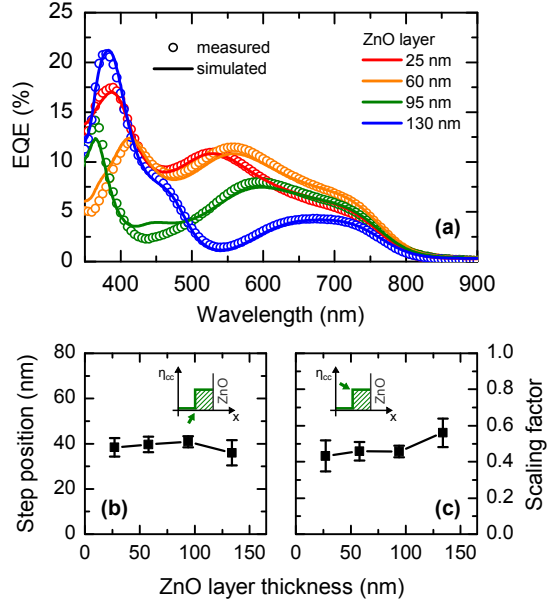 25
20
15
10
5
0
EQE (%)
measured
simulated
ZnO layer
25 nm
60 nm
95 nm
130 nm
(a)
400 500 600 700 800 900
Wavelength (nm)
80
60
40
20
0
Step position (nm)
ηcc
ZnO
x
(b)
0 50 100 150
ηcc
ZnO
x
(c)
0 50 100 150
1.0
0.8
0.6
0.4
0.2
0.0
Scaling factor
ZnO layer thickness (nm)